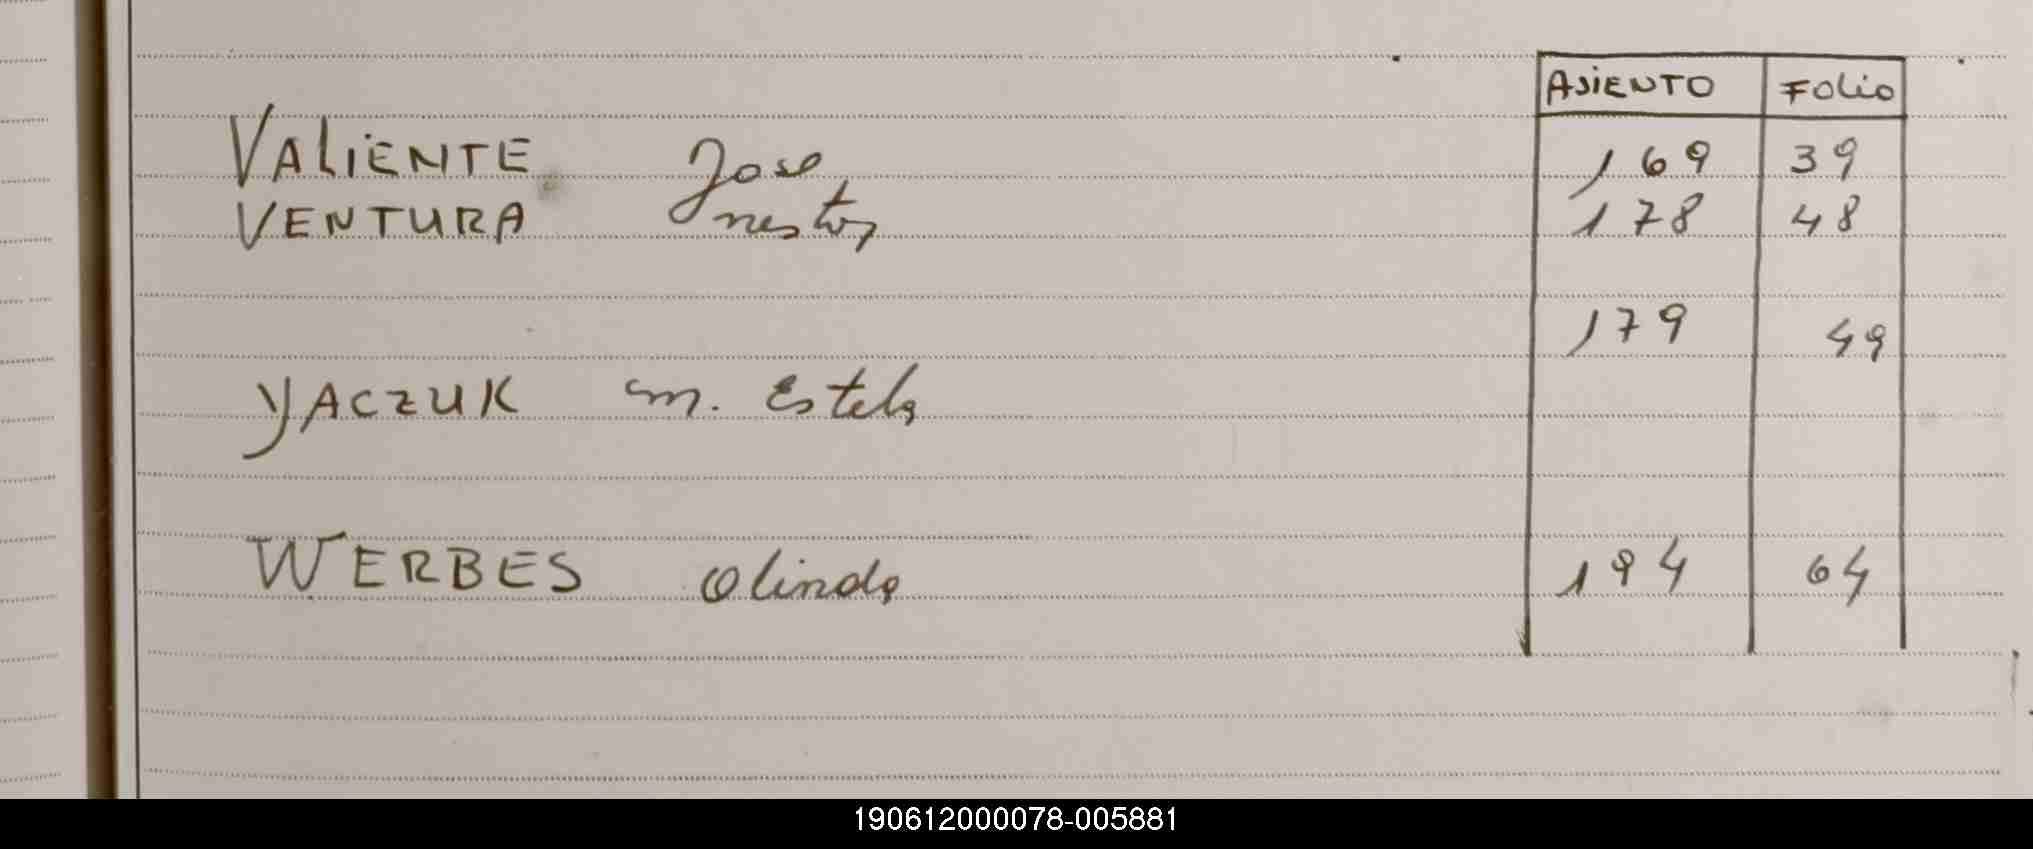 ASIENTO FOLIO
VALIENTE Jose 169 39
VENTURA nestor 178 48
179 49
YACZUK m. Estela
WERBES Olinda 194 64
190612000078-005881